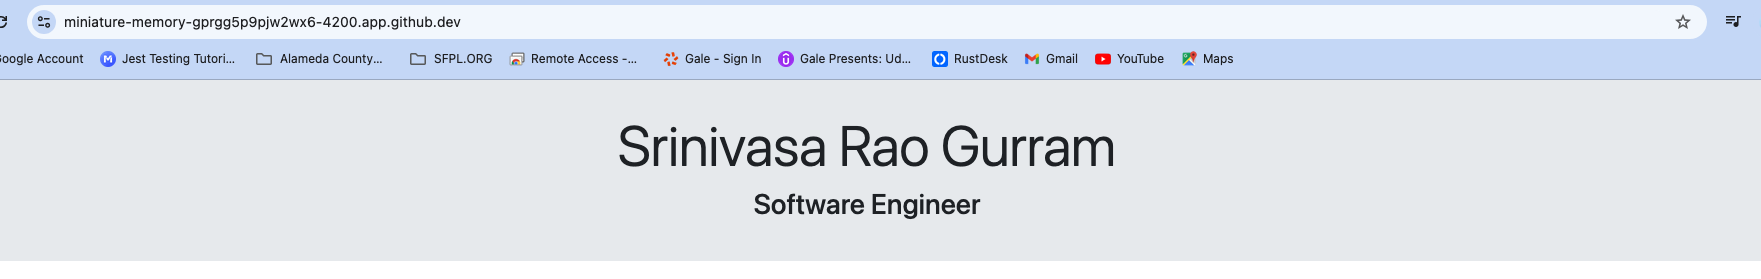 miniature-memory-gprgg5p9pjw2wx6-4200.app.github.dev
Google Account Jest Testing Tutori... Alameda County... SFPL.ORG Remote Access -... Gale - Sign In Gale Presents: Ud... RustDesk Gmail YouTube Maps
Srinivasa Rao Gurram
Software Engineer